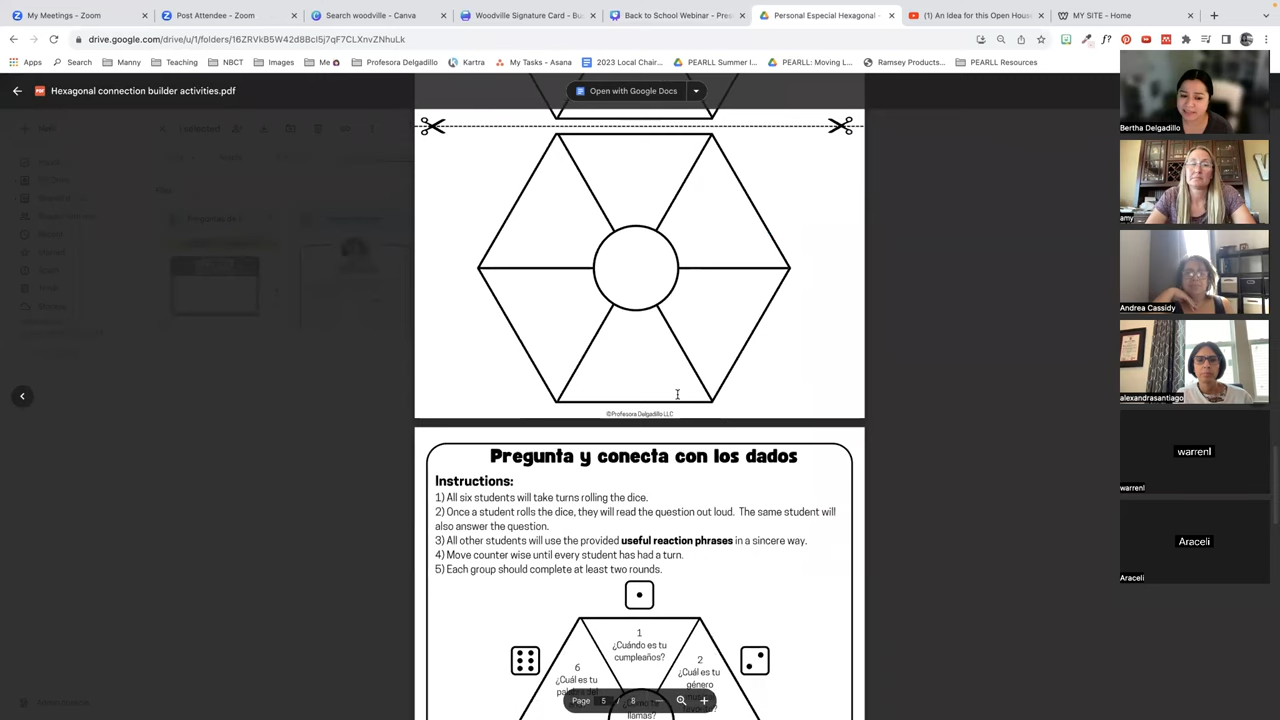 My Meetings - Zoom
Post Attendee - Zoom
Search woodville - Canva
Woodville Signature Card - Bu
Back to School Webinar - Pres
Personal Especial Hexagonal -
(1) An Idea for this Open Hous
MY SITE - Home
drive.google.com/drive/u/1/folders/16ZRVkB5W42d8BcI5j7qF7CLXnvZNhuLk
Apps
Search
Manny
Teaching
NBCT
Images
Me
Profesora Delgadillo
Kartra
My Tasks - Asana
2023 Local Chair...
PEARLL Summer I...
PEARLL: Moving L...
Ramsey Products...
PEARLL Resources
Hexagonal connection builder activities.pdf
Open with Google Docs
©Profesora Delgadillo LLC
Pregunta y conecta con los dados
Instructions:
1) All six students will take turns rolling the dice.
2) Once a student rolls the dice, they will read the question out loud. The same student will
also answer the question.
3) All other students will use the provided useful reaction phrases in a sincere way.
4) Move counter wise until every student has had a turn.
5) Each group should complete at least two rounds.
1
¿Cuándo es tu
cumpleaños?
2
¿Cuál es tu
género
6
¿Cuál es tu
llamas?
Page 5 / 8
Bertha Delgadillo
amy
Andrea Cassidy
alexandrasantiago
warrenl
warrenl
Araceli
Araceli